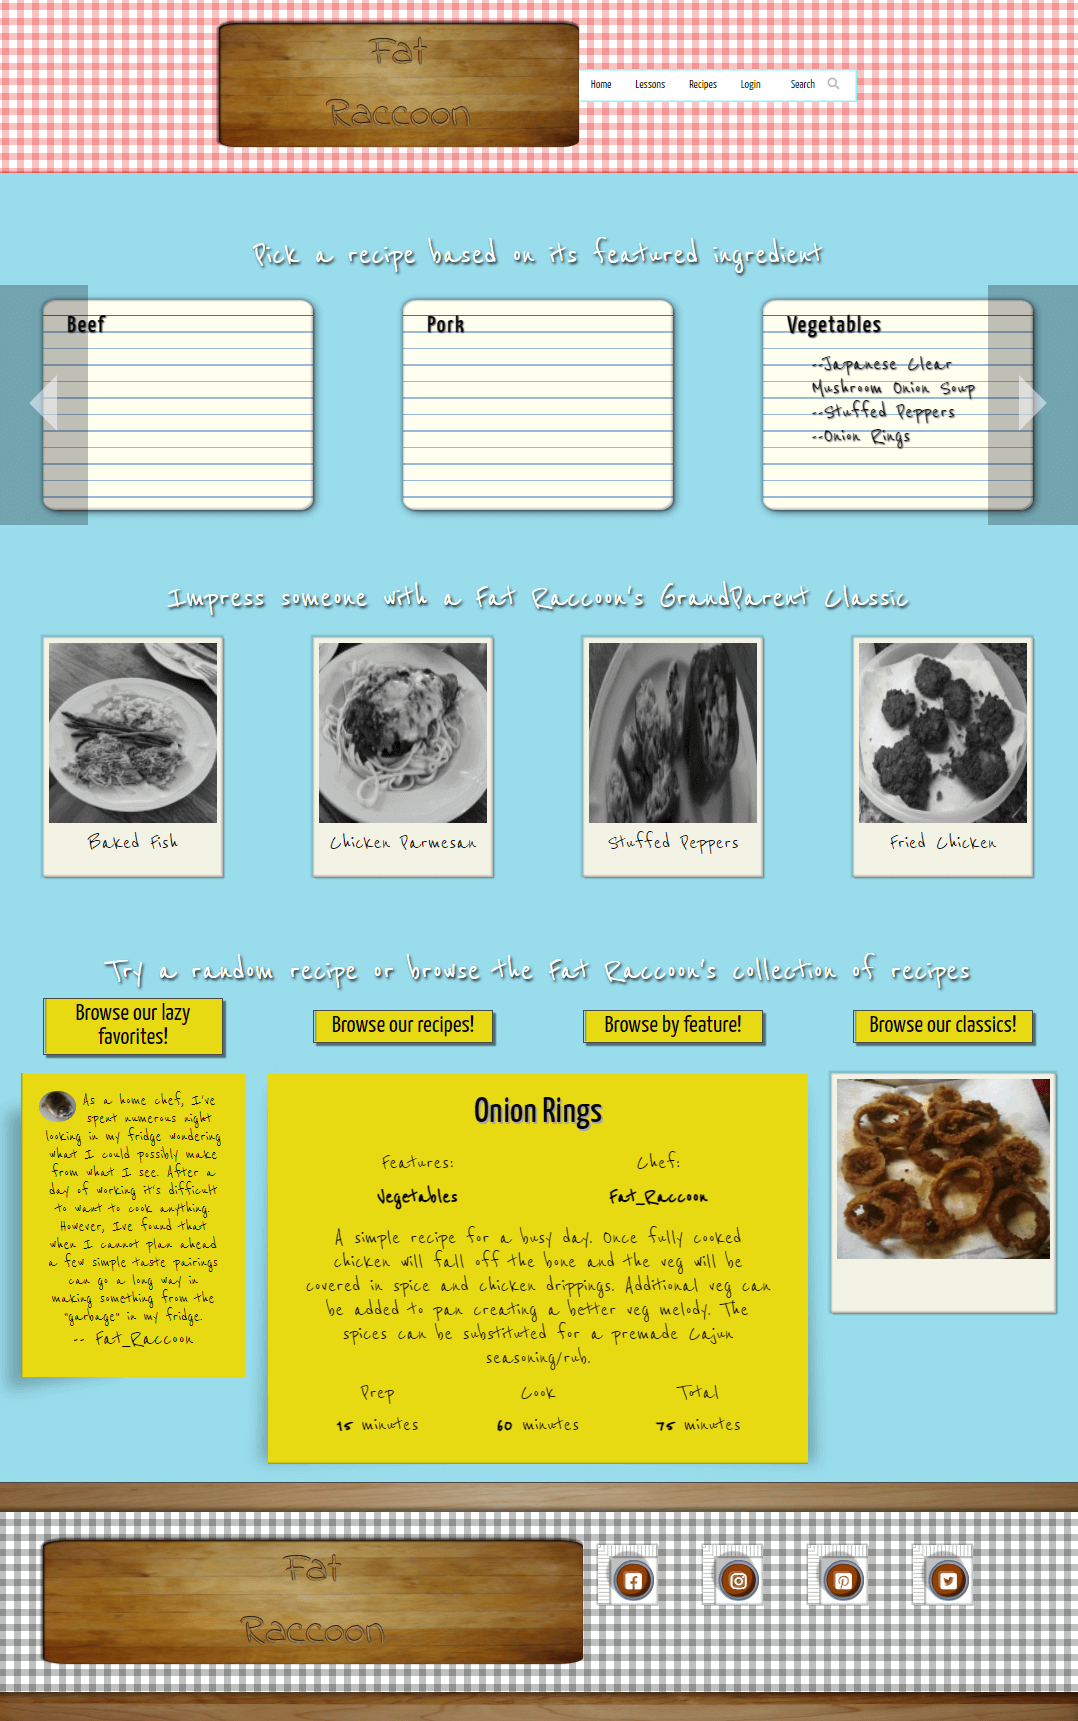 Fat
Raccoon
Home Lessons Recipes Login Search
Pick a recipe based on its featured ingredient
Beef
Pork
Vegetables
--Japanese Clear
Mushroom Onion Soup
--Stuffed Peppers
--Onion Rings
Impress someone with a Fat Raccoon's GrandParent Classic
Baked Fish
Chicken Parmesan
Stuffed Peppers
Fried Chicken
Try a random recipe or browse the Fat Raccoon's collection of recipes
Browse our lazy
favorites!
Browse our recipes!
Browse by feature!
Browse our classics!
As a home chef, I've
spent numerous night
looking in my fridge wondering
what I could possibly make
from what I see. After a
day of working it's difficult
to want to cook anything.
However, Ive found that
when I cannot plan ahead
a few simple taste pairings
can go a long way in
making something from the
"garbage" in my fridge.
-- Fat_Raccoon
Onion Rings
Features: Chef:
Vegetables Fat_Raccoon
A simple recipe for a busy day. Once fully cooked
chicken will fall off the bone and the veg will be
covered in spice and chicken drippings. Additional veg can
be added to pan creating a better veg melody. The
spices can be substituted for a premade Cajun
seasoning/rub.
Prep Cook Total
15 minutes 60 minutes 75 minutes
Fat
Raccoon